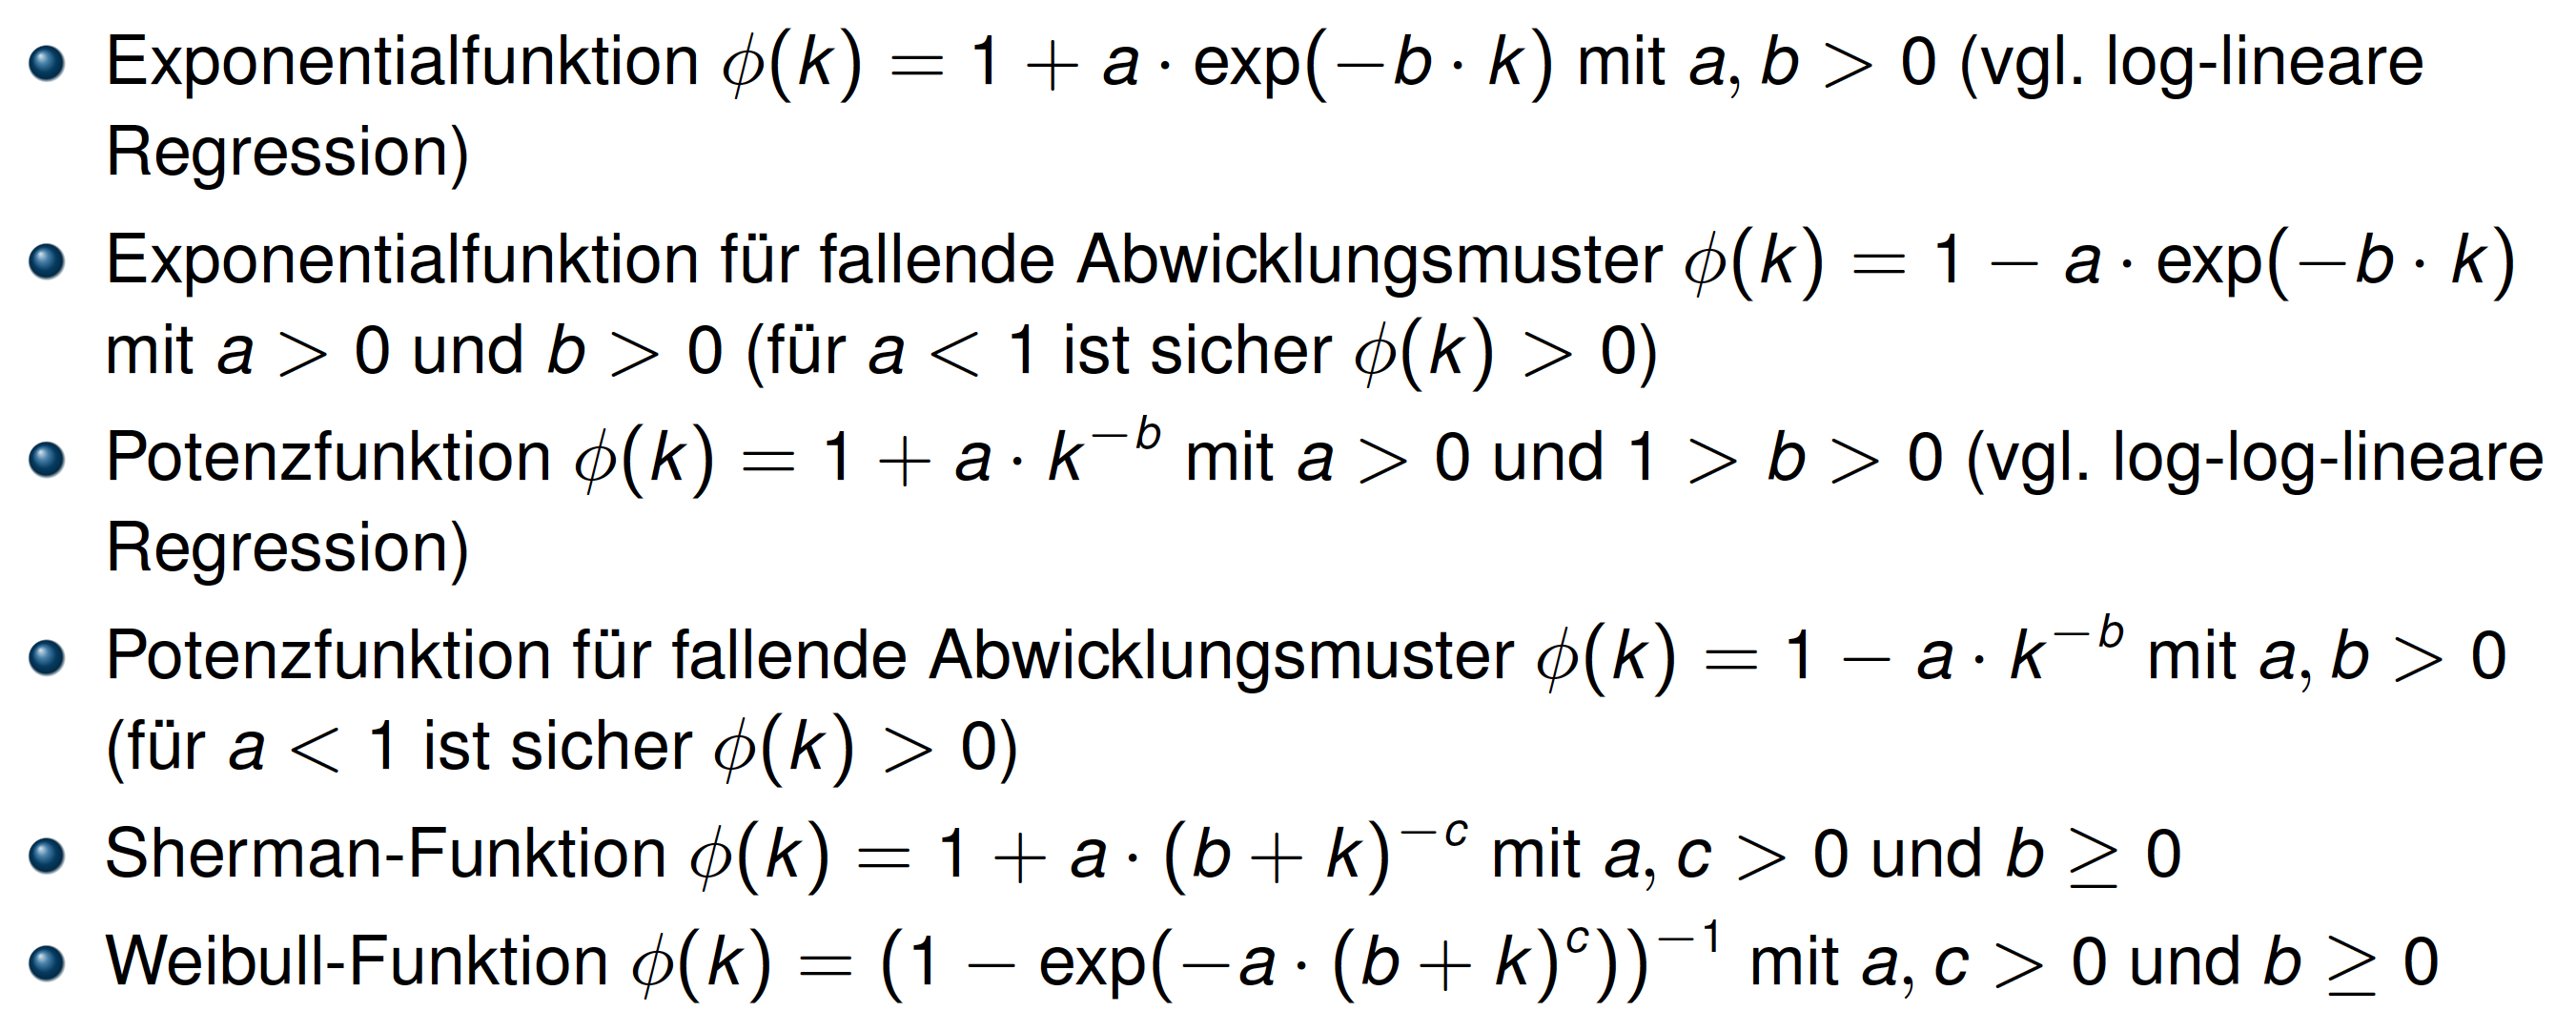 Exponentialfunktion ϕ(k) = 1 + a · exp(−b · k) mit a, b > 0 (vgl. log-lineare
Regression)
Exponentialfunktion für fallende Abwicklungsmuster ϕ(k) = 1 − a · exp(−b · k)
mit a > 0 und b > 0 (für a < 1 ist sicher ϕ(k) > 0)
Potenzfunktion ϕ(k) = 1 + a · k^{−b} mit a > 0 und 1 > b > 0 (vgl. log-log-lineare
Regression)
Potenzfunktion für fallende Abwicklungsmuster ϕ(k) = 1 − a · k^{−b} mit a, b > 0
(für a < 1 ist sicher ϕ(k) > 0)
Sherman-Funktion ϕ(k) = 1 + a · (b + k)^{−c} mit a, c > 0 und b ≥ 0
Weibull-Funktion ϕ(k) = (1 − exp(−a · (b + k)^c))^{−1} mit a, c > 0 und b ≥ 0